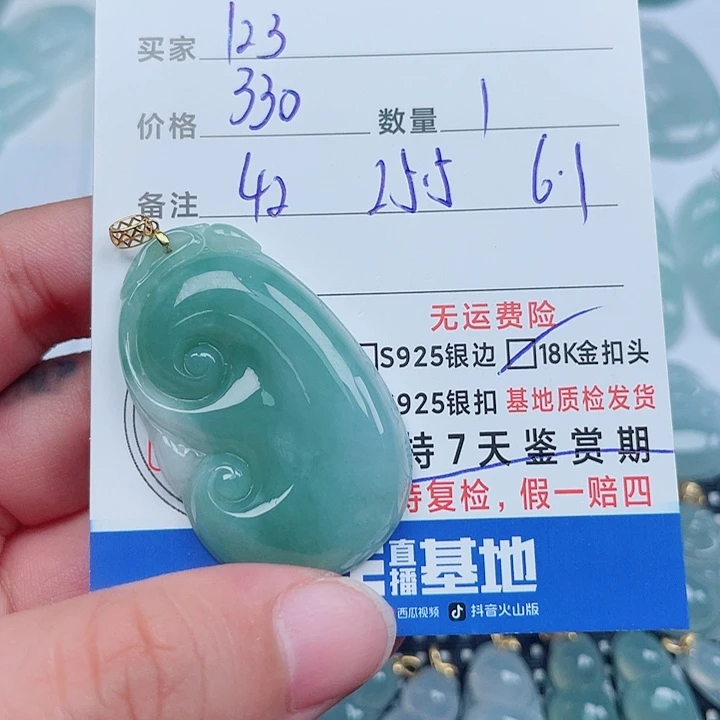 买家 123
价格 330 数量 1
备注 42 25.5 6.1
无运费险
S925银边 18K金扣头
925银扣 基地质检发货
持7天鉴赏期
持复检，假一赔四
直播基地
西瓜视频 抖音火山版